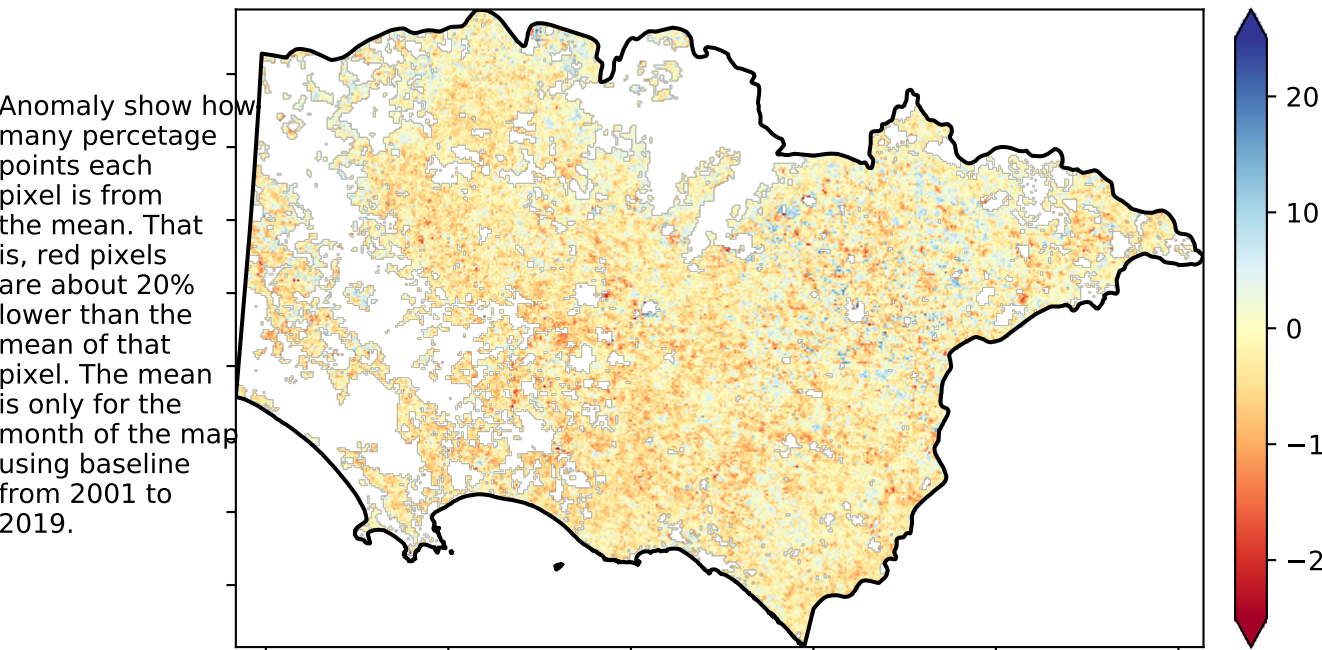 Anomaly show how
many percetage
points each
pixel is from
the mean. That
is, red pixels
are about 20%
lower than the
mean of that
pixel. The mean
is only for the
month of the map
using baseline
from 2001 to
2019.
20
10
0
−1
−2